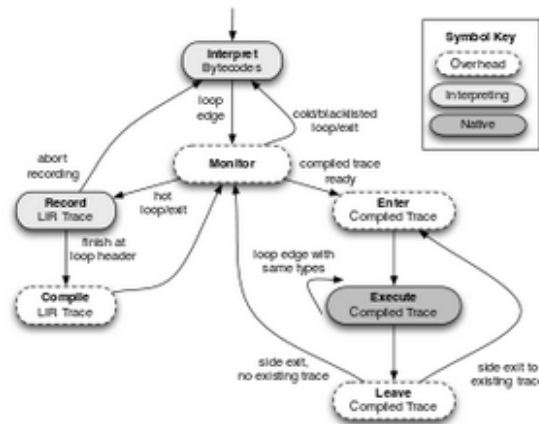 Interpret
Bytecodes
Symbol Key
Overhead
Interpreting
Native
loop
edge
cold/blacklisted
loop/exit
abort
recording
Monitor
compiled trace
ready
Record
LIR Trace
hot
loop/exit
Enter
Compiled Trace
finish at
loop header
loop edge with
same types
Compile
LIR Trace
Execute
Compiled Trace
side exit,
no existing trace
side exit to
existing trace
Leave
Compiled Trace